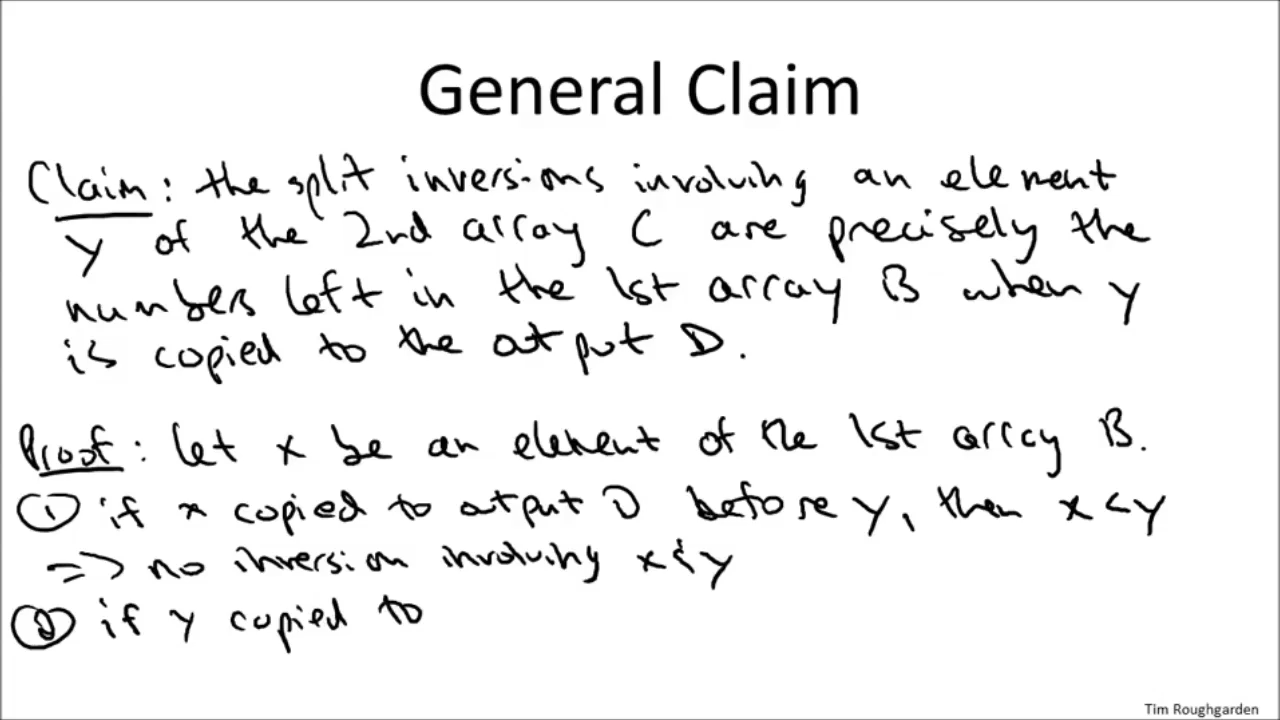 General Claim
Claim: the split inversions involving an element
y of the 2nd array C are precisely the
numbers left in the 1st array B when y
is copied to the output D.
Proof: let x be an element of the 1st array B.
① if x copied to output D before y, then x < y
=> no inversion involving x & y
② if y copied to
Tim Roughgarden